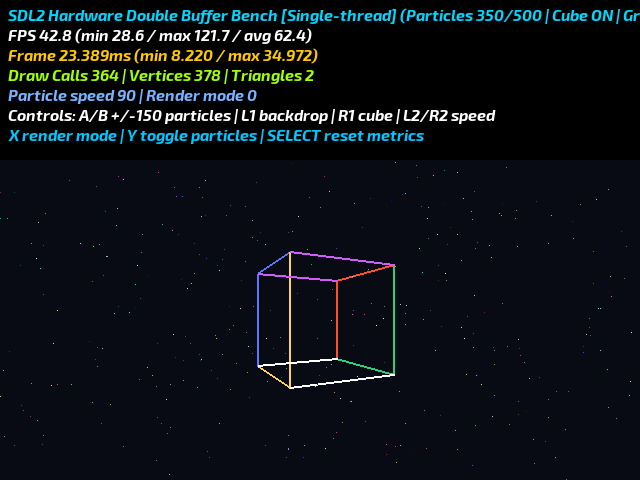 SDL2 Hardware Double Buffer Bench [Single-thread] (Particles 350/500 | Cube ON | Gr
FPS 42.8 (min 28.6 / max 121.7 / avg 62.4)
Frame 23.389ms (min 8.220 / max 34.972)
Draw Calls 364 | Vertices 378 | Triangles 2
Particle speed 90 | Render mode 0
Controls: A/B +/-150 particles | L1 backdrop | R1 cube | L2/R2 speed
X render mode | Y toggle particles | SELECT reset metrics